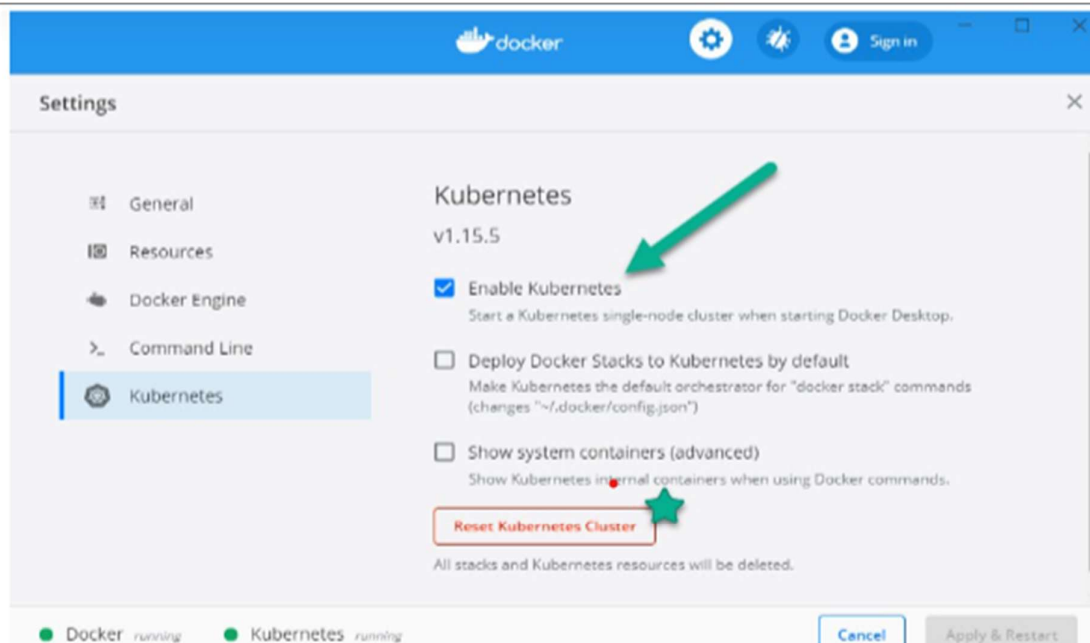 docker
Sign in
Settings
General
Resources
Docker Engine
Command Line
Kubernetes
Kubernetes
v1.15.5
Enable Kubernetes
Start a Kubernetes single-node cluster when starting Docker Desktop.
Deploy Docker Stacks to Kubernetes by default
Make Kubernetes the default orchestrator for "docker stack" commands
(changes "~/.docker/config.json")
Show system containers (advanced)
Show Kubernetes internal containers when using Docker commands.
Reset Kubernetes Cluster
All stacks and Kubernetes resources will be deleted.
Docker running Kubernetes running
Cancel Apply & Restart